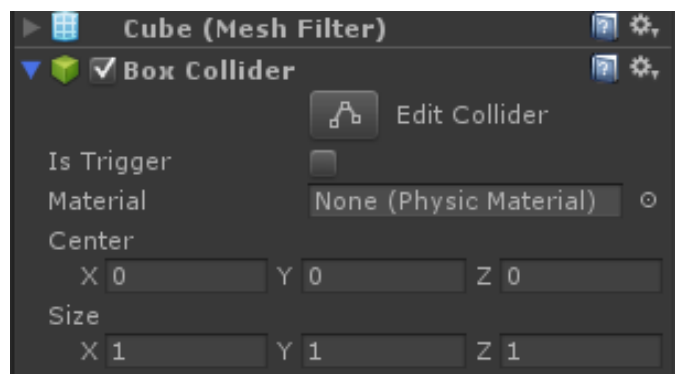 Cube (Mesh Filter)
Box Collider
Edit Collider
Is Trigger
Material None (Physic Material)
Center
X 0 Y 0 Z 0
Size
X 1 Y 1 Z 1